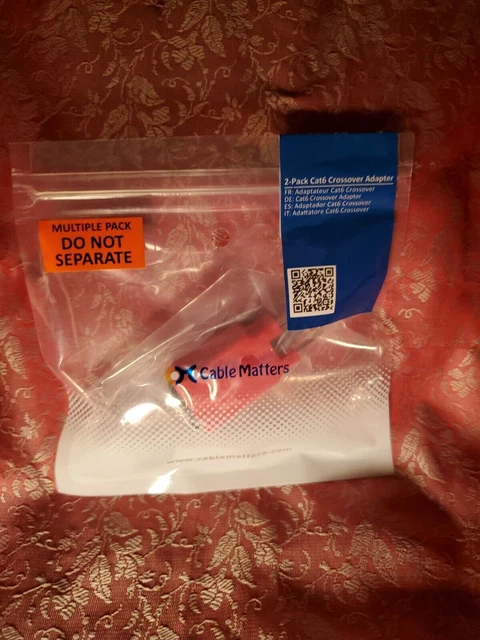 2-Pack Cat6 Crossover Adapter
FR: Adaptateur Cat6 Crossover
DE: Cat6 Crossover Adapter
ES: Adaptador Cat6 Crossover
IT: Adattatore Cat6 Crossover
MULTIPLE PACK
DO NOT
SEPARATE
Cable Matters
www.cablematters.com